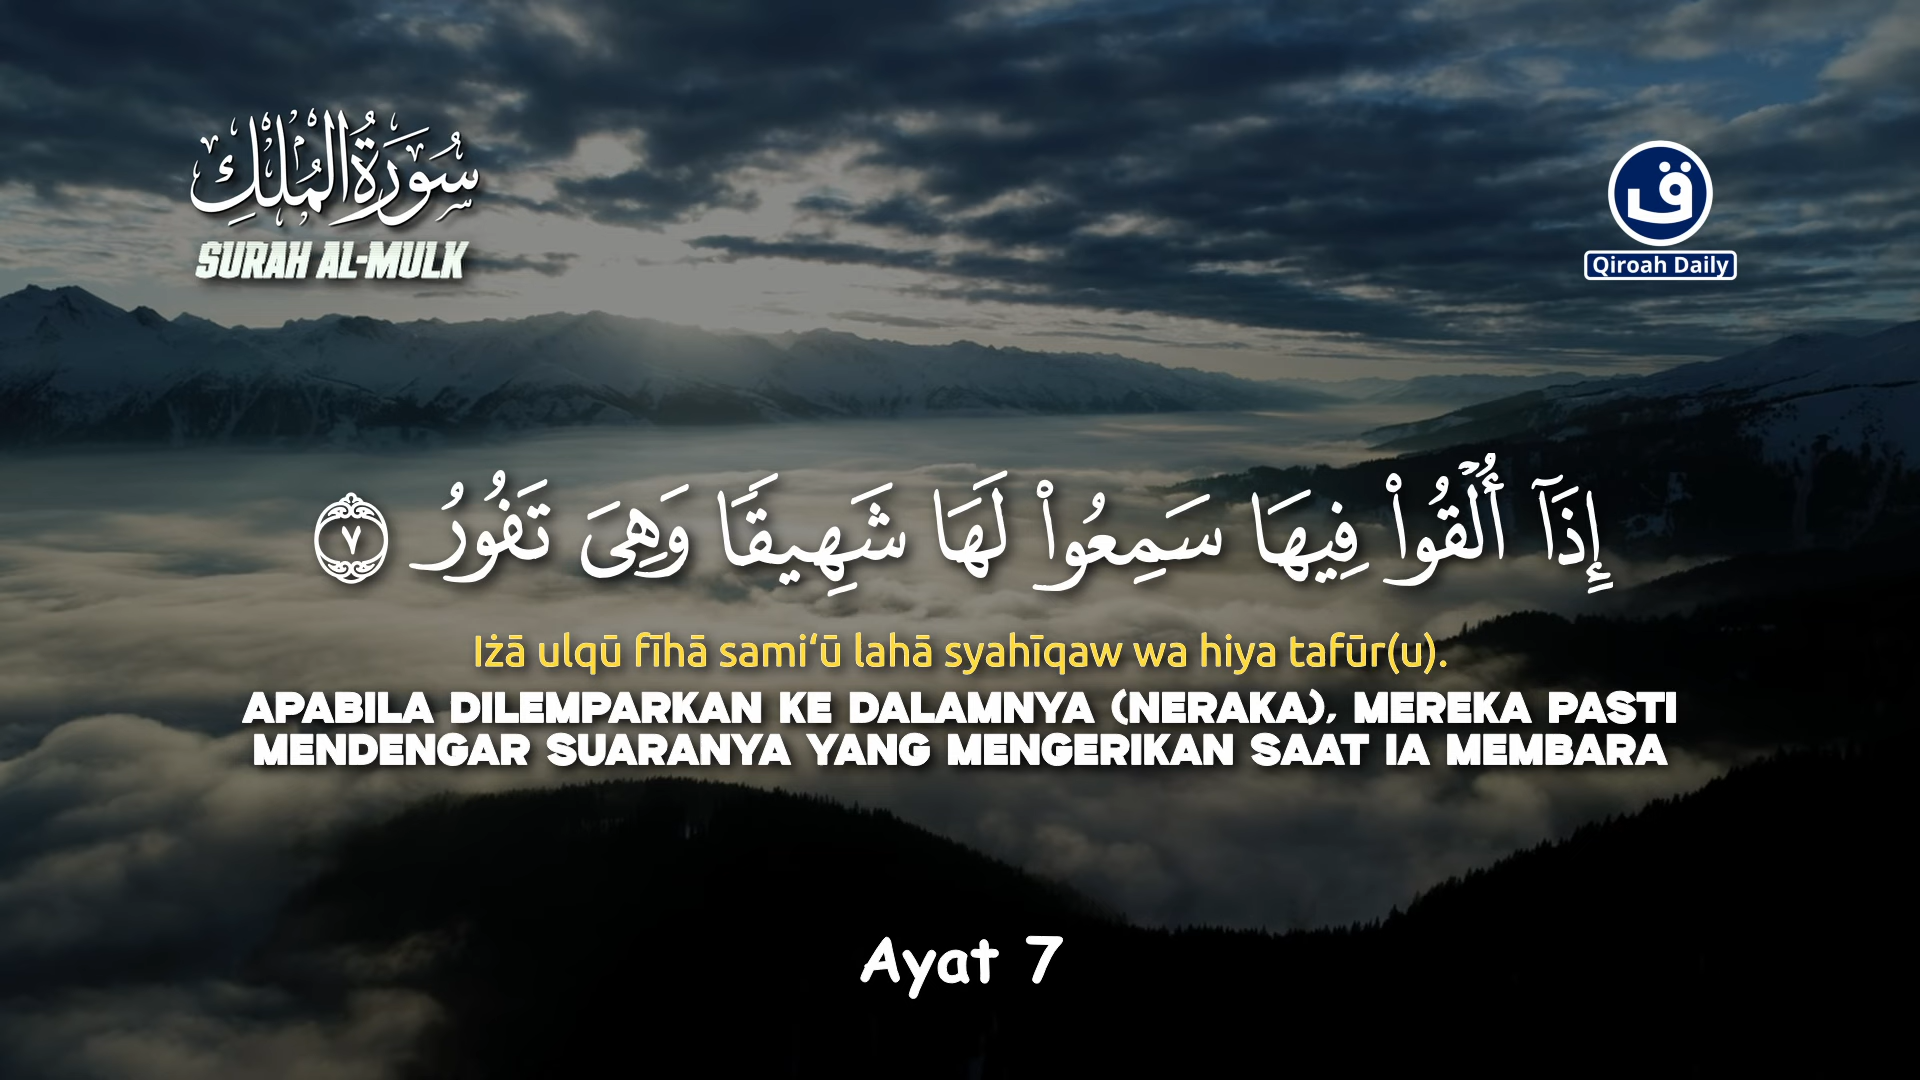 سُورَةُ الْمُلْكِ
SURAH AL-MULK
ق
Qiroah Daily
إِذَآ أُلْقُوا۟ فِيهَا سَمِعُوا۟ لَهَا شَهِيقًا وَهِىَ تَفُورُ ٧
Iżā ulqū fīhā sami‘ū lahā syahīqaw wa hiya tafūr(u).
APABILA DILEMPARKAN KE DALAMNYA (NERAKA), MEREKA PASTI
MENDENGAR SUARANYA YANG MENGERIKAN SAAT IA MEMBARA
Ayat 7